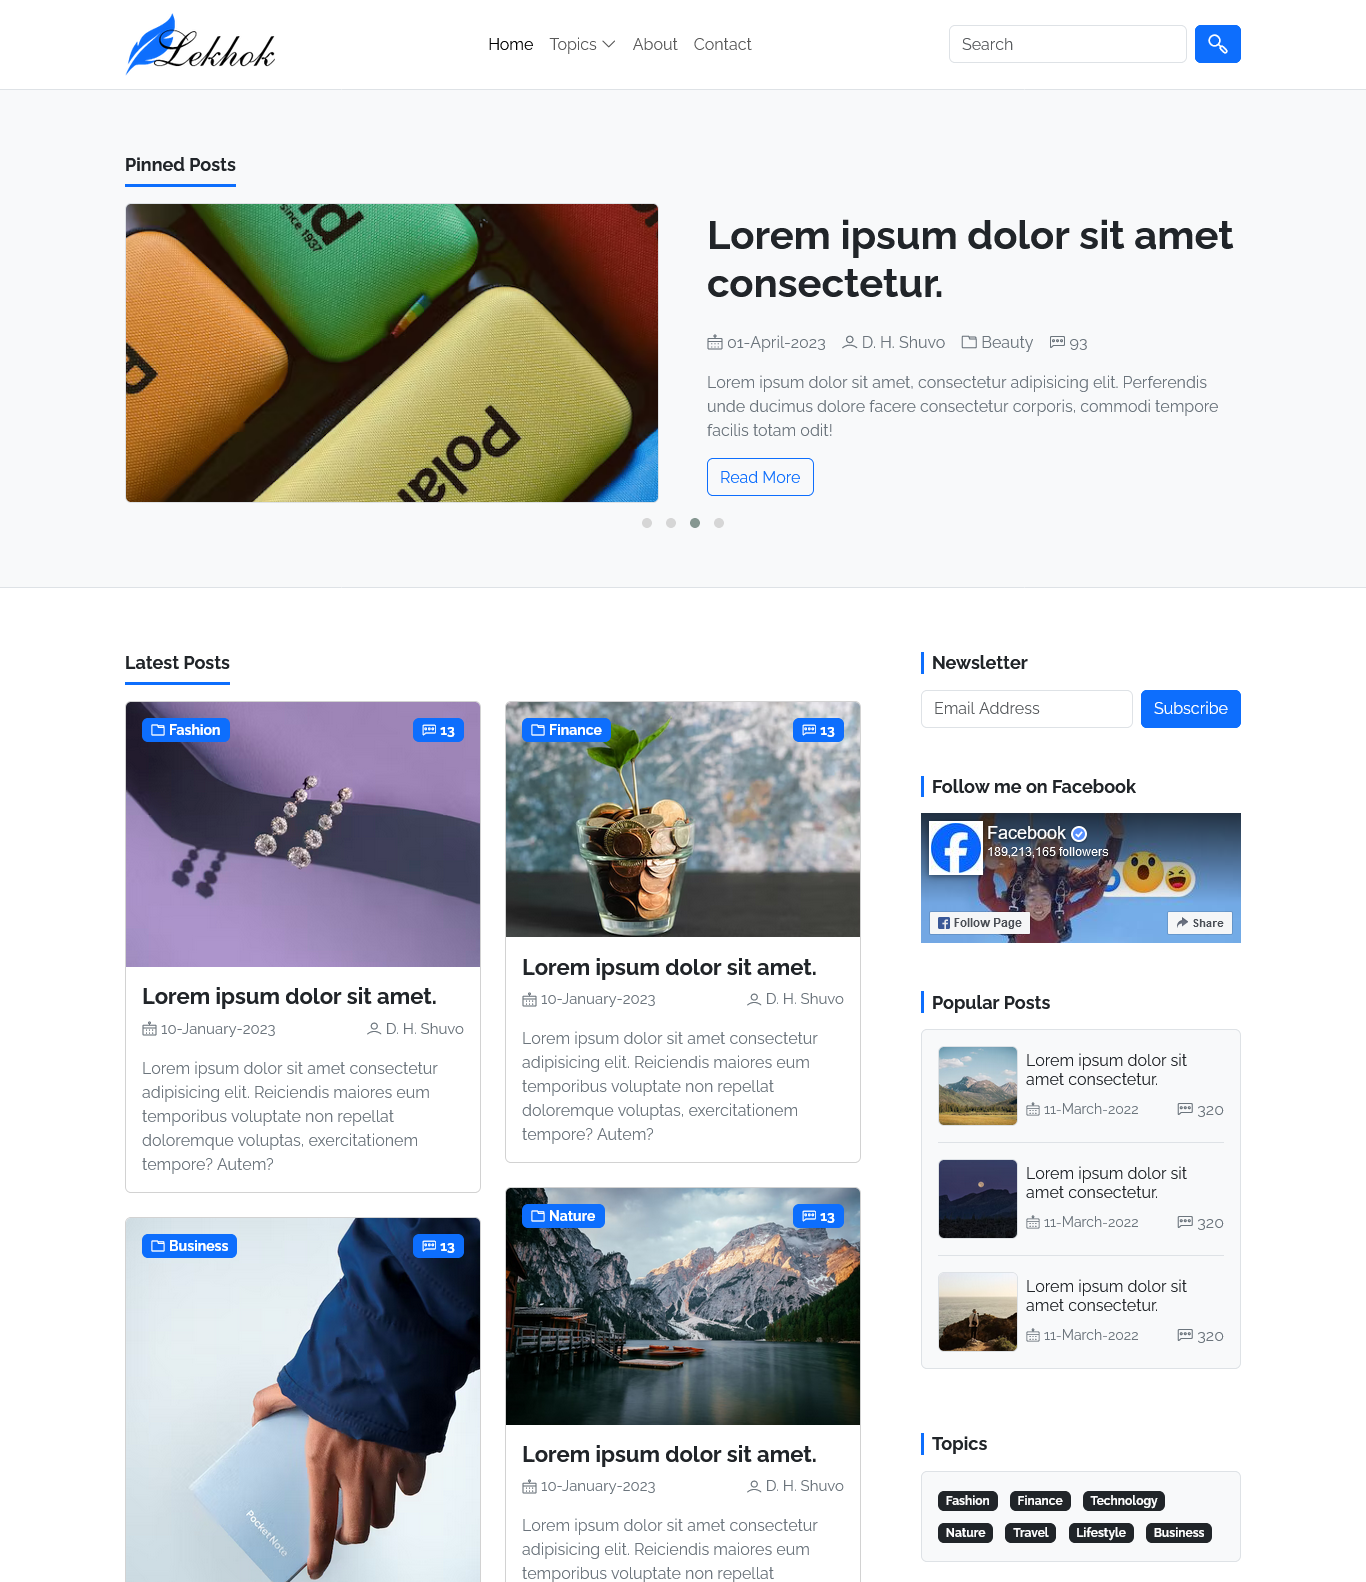 Lekhok
Home Topics About Contact
Search
Pinned Posts
since 1937
Lorem ipsum dolor sit amet
consectetur.
01-April-2023 D. H. Shuvo Beauty 93
Lorem ipsum dolor sit amet, consectetur adipisicing elit. Perferendis
unde ducimus dolore facere consectetur corporis, commodi tempore
facilis totam odit!
Read More
Latest Posts
Fashion 13
Lorem ipsum dolor sit amet.
10-January-2023 D. H. Shuvo
Lorem ipsum dolor sit amet consectetur
adipisicing elit. Reiciendis maiores eum
temporibus voluptate non repellat
doloremque voluptas, exercitationem
tempore? Autem?
Business 13
Pocket Note
Finance 13
Lorem ipsum dolor sit amet.
10-January-2023 D. H. Shuvo
Lorem ipsum dolor sit amet consectetur
adipisicing elit. Reiciendis maiores eum
temporibus voluptate non repellat
doloremque voluptas, exercitationem
tempore? Autem?
Nature 13
Lorem ipsum dolor sit amet.
10-January-2023 D. H. Shuvo
Lorem ipsum dolor sit amet consectetur
adipisicing elit. Reiciendis maiores eum
temporibus voluptate non repellat
Newsletter
Email Address Subscribe
Follow me on Facebook
Facebook
189,213,165 followers
Follow Page Share
Popular Posts
Lorem ipsum dolor sit
amet consectetur.
11-March-2022 320
Lorem ipsum dolor sit
amet consectetur.
11-March-2022 320
Lorem ipsum dolor sit
amet consectetur.
11-March-2022 320
Topics
Fashion Finance Technology
Nature Travel Lifestyle Business